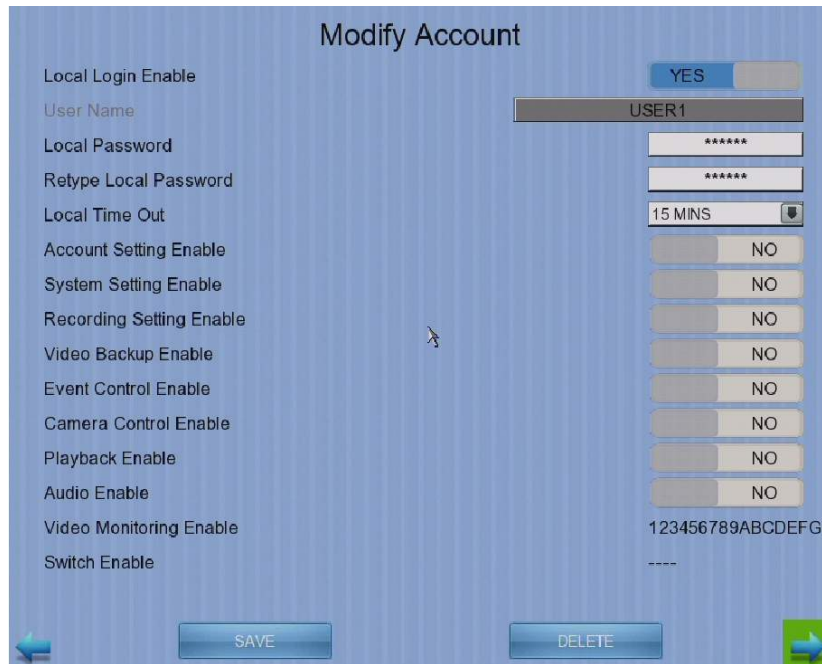 Modify Account
Local Login Enable YES
User Name USER1
Local Password ******
Retype Local Password ******
Local Time Out 15 MINS
Account Setting Enable NO
System Setting Enable NO
Recording Setting Enable NO
Video Backup Enable NO
Event Control Enable NO
Camera Control Enable NO
Playback Enable NO
Audio Enable NO
Video Monitoring Enable 123456789ABCDEFG
Switch Enable ----
SAVE DELETE